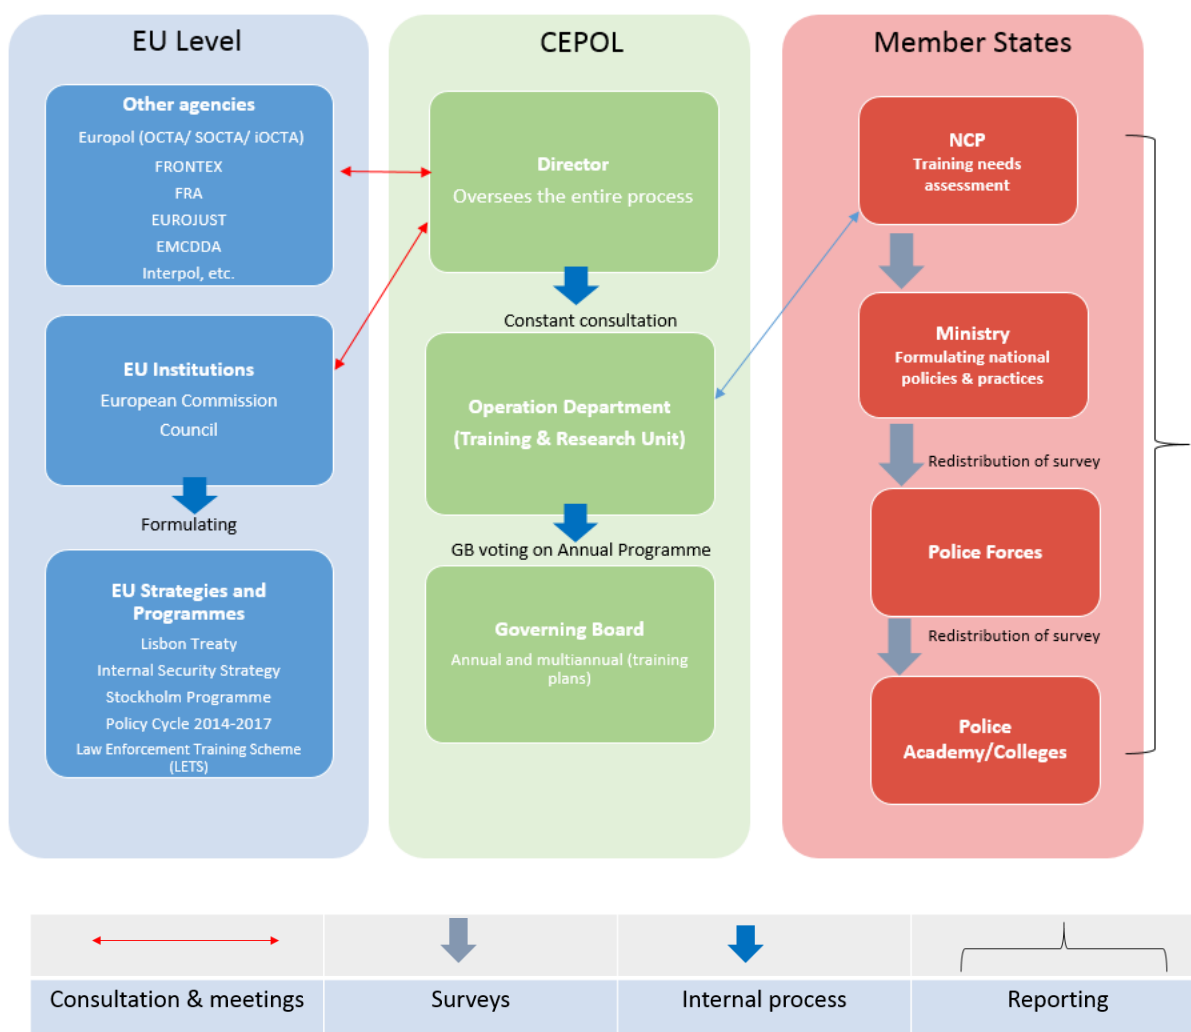 EU Level
Other agencies
Europol (OCTA/ SOCTA/ iOCTA)
FRONTEX
FRA
EUROJUST
EMCDDA
Interpol, etc.
EU Institutions
European Commission
Council
Formulating
EU Strategies and
Programmes
Lisbon Treaty
Internal Security Strategy
Stockholm Programme
Policy Cycle 2014-2017
Law Enforcement Training Scheme
(LETS)
CEPOL
Director
Oversees the entire process
Constant consultation
Operation Department
(Training & Research Unit)
GB voting on Annual Programme
Governing Board
Annual and multiannual (training
plans)
Member States
NCP
Training needs
assessment
Ministry
Formulating national
policies & practices
Redistribution of survey
Police Forces
Redistribution of survey
Police
Academy/Colleges
Consultation & meetings
Surveys
Internal process
Reporting